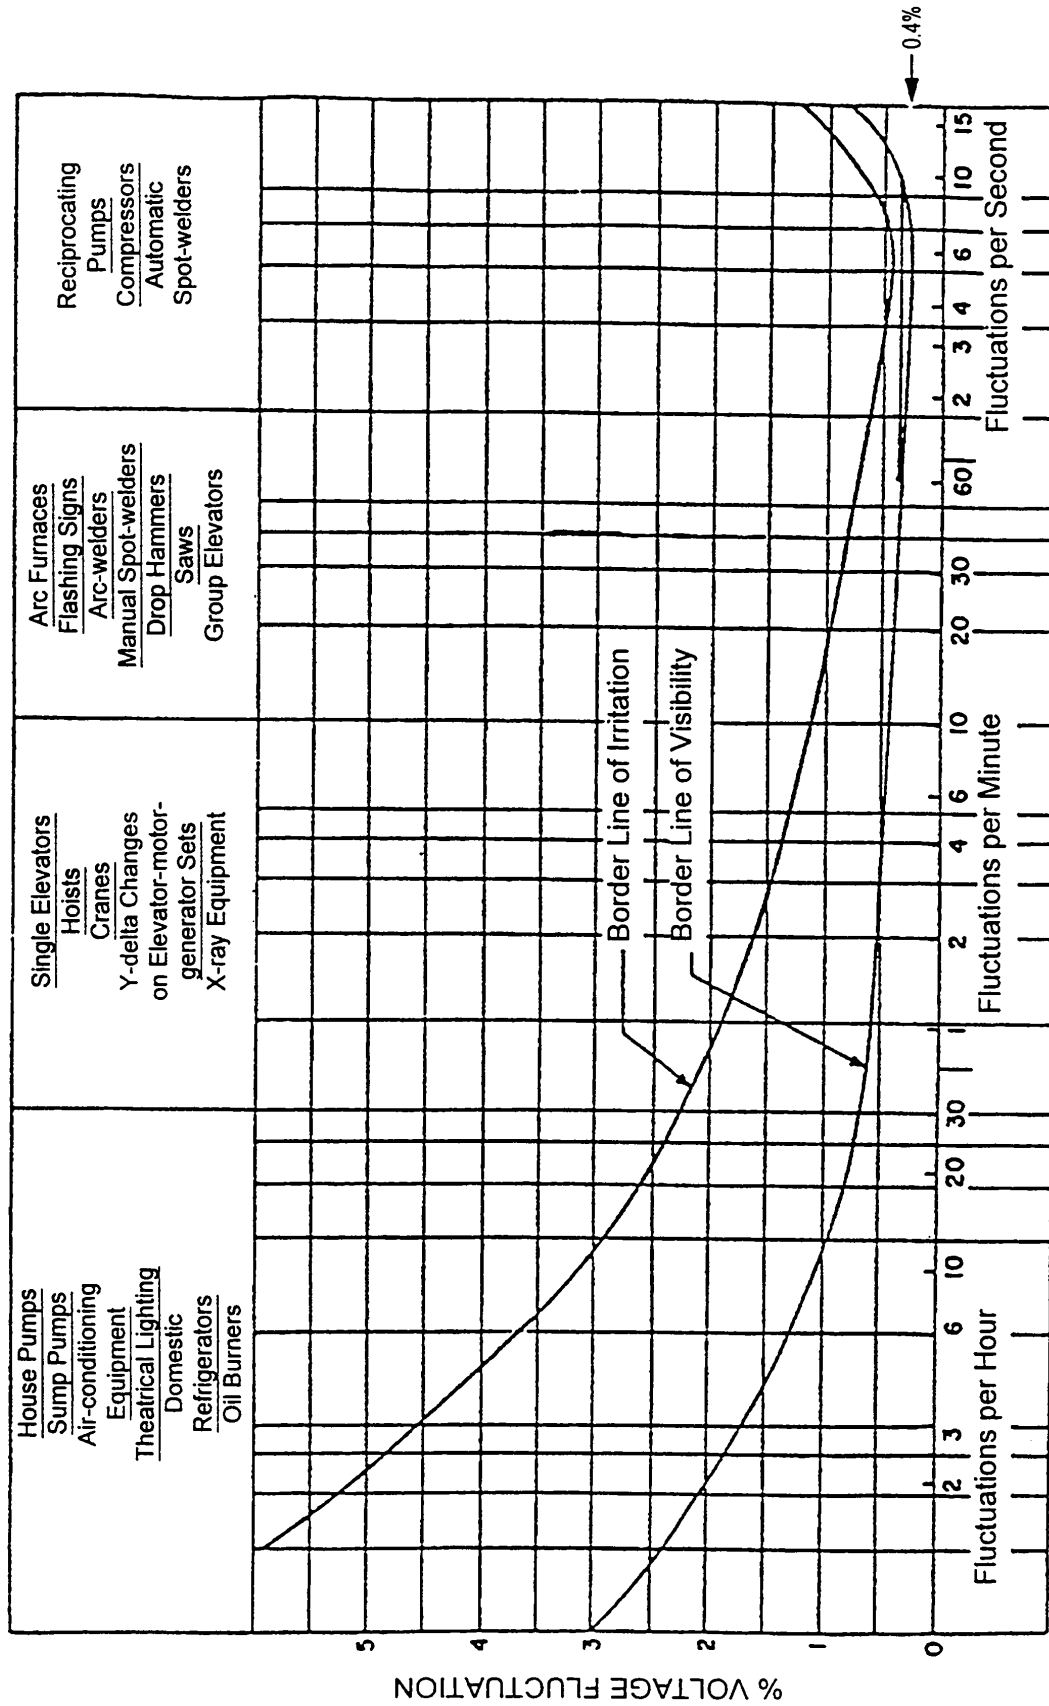 House Pumps
Sump Pumps
Air-conditioning
Equipment
Theatrical Lighting
Domestic
Refrigerators
Oil Burners
Single Elevators
Hoists
Cranes
Y-delta Changes
on Elevator-motor-
generator Sets
X-ray Equipment
Arc Furnaces
Flashing Signs
Arc-welders
Manual Spot-welders
Drop Hammers
Saws
Group Elevators
Reciprocating
Pumps
Compressors
Automatic
Spot-welders
% VOLTAGE FLUCTUATION
5
4
3
2
1
0
Border Line of Irritation
Border Line of Visibility
0.4%
2 3 6 10 20 30 1 2 4 6 10 20 30 60 1 2 3 4 6 10 15
Fluctuations per Hour
Fluctuations per Minute
Fluctuations per Second